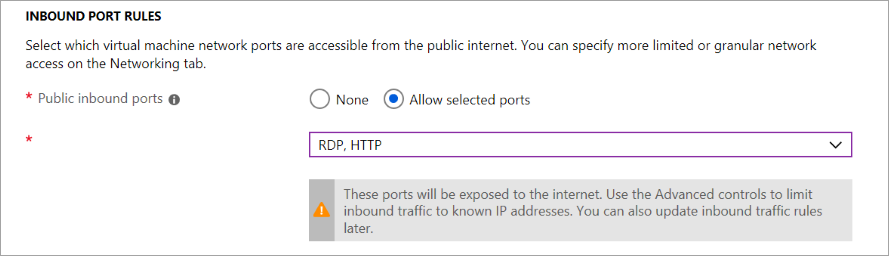 INBOUND PORT RULES
Select which virtual machine network ports are accessible from the public internet. You can specify more limited or granular network
access on the Networking tab.
* Public inbound ports
None
Allow selected ports
*
RDP, HTTP
These ports will be exposed to the internet. Use the Advanced controls to limit
inbound traffic to known IP addresses. You can also update inbound traffic rules
later.